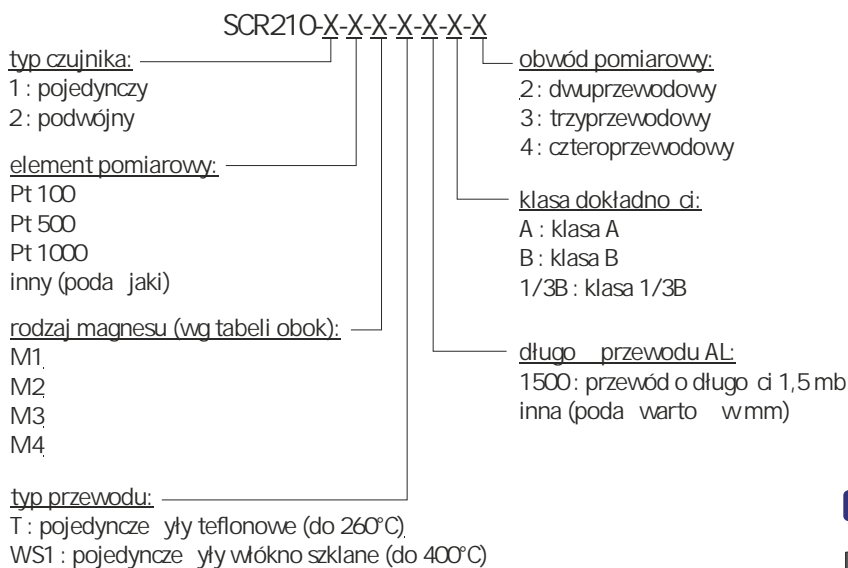 SCR210-X-X-X-X-X-X-X
typ czujnika:
1 : pojedynczy
2 : podwójny
element pomiarowy:
Pt 100
Pt 500
Pt 1000
inny (poda jaki)
rodzaj magnesu (wg tabeli obok):
M1
M2
M3
M4
typ przewodu:
T : pojedyncze yły teflonowe (do 260°C)
WS1 : pojedyncze yły włókno szklane (do 400°C)
obwód pomiarowy:
2 : dwuprzewodowy
3 : trzyprzewodowy
4 : czteroprzewodowy
klasa dokładno ci:
A : klasa A
B : klasa B
1/3B : klasa 1/3B
długo przewodu AL:
1500 : przewód o długo ci 1,5 mb
inna (poda warto w mm)